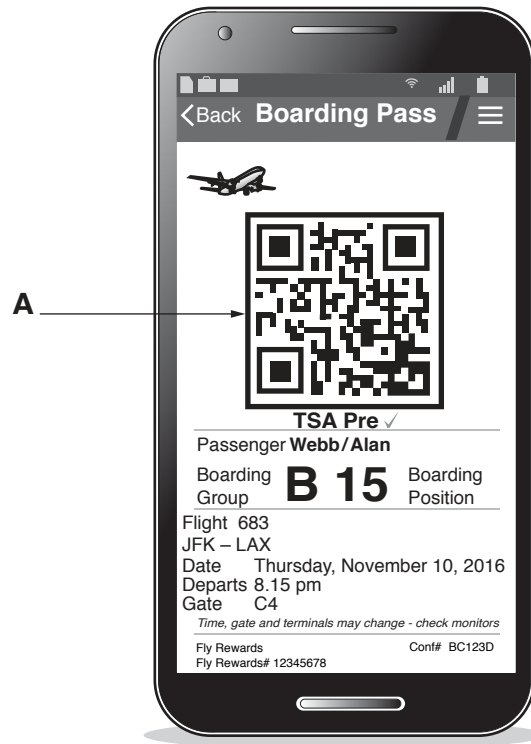 Back Boarding Pass
A
TSA Pre ✓
Passenger Webb/Alan
Boarding Group B 15 Boarding Position
Flight 683
JFK – LAX
Date Thursday, November 10, 2016
Departs 8.15 pm
Gate C4
Time, gate and terminals may change - check monitors
Fly Rewards Conf# BC123D
Fly Rewards# 12345678